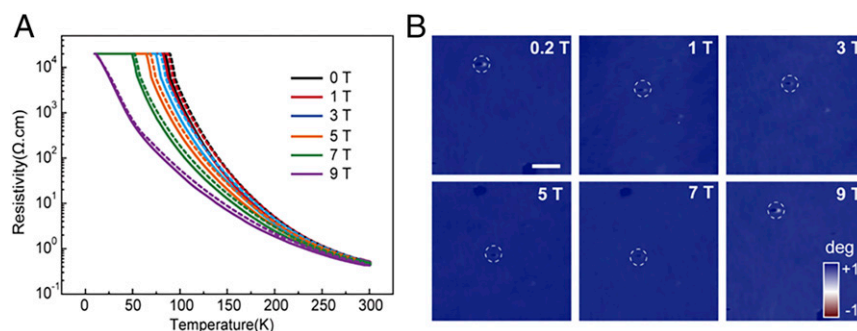 A
Resistivity(Ω.cm)
10⁴
10³
10²
10¹
10⁰
10⁻¹
0 T
1 T
3 T
5 T
7 T
9 T
0 50 100 150 200 250 300
Temperature(K)
B
0.2 T
1 T
3 T
5 T
7 T
9 T
deg
+1
-1